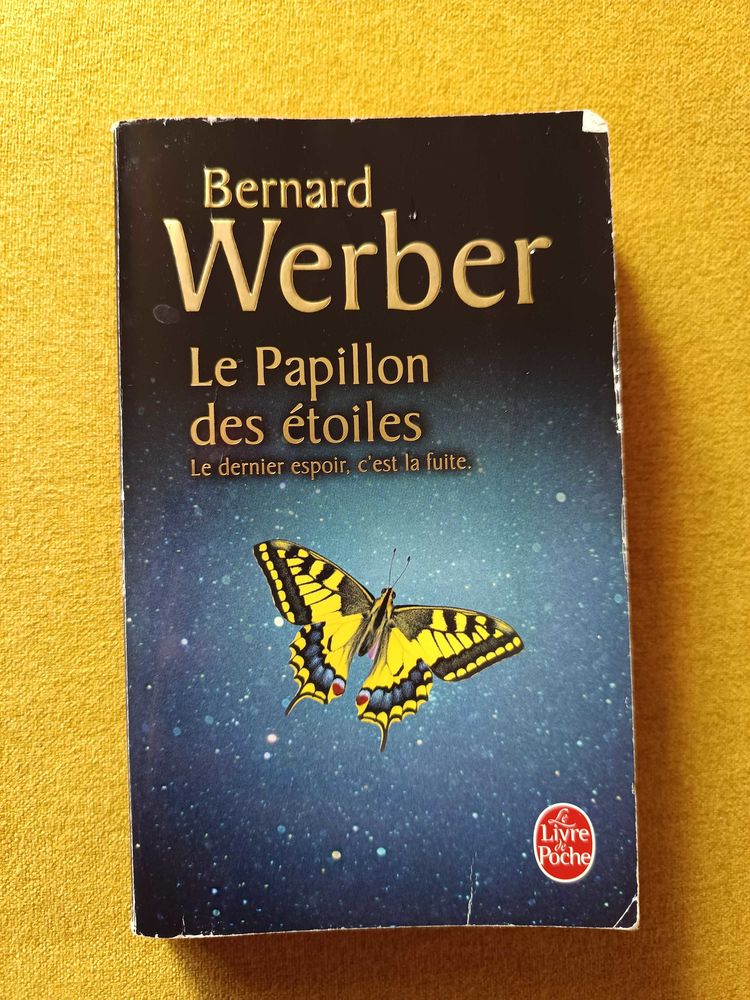 Bernard
Werber
Le Papillon
des étoiles
Le dernier espoir, c'est la fuite.
Le
Livre
de
Poche